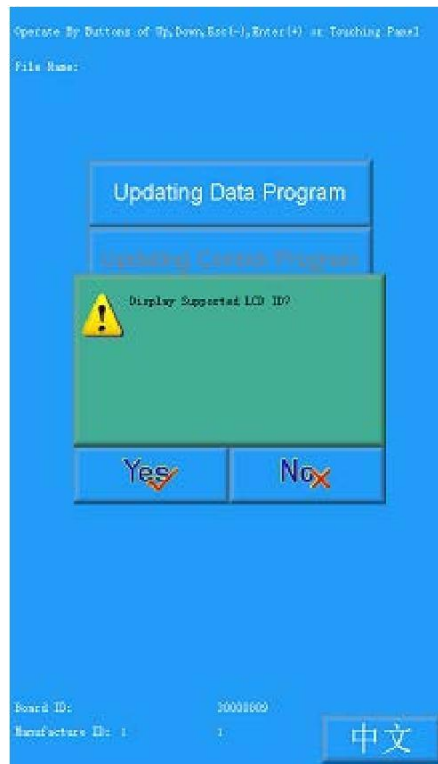 Operate By Buttons of Up,Down,Esc(-),Enter(+) or Touching Panel
File Name:
Updating Data Program
Updating Control Program
Display Supported LCD ID?
Yes
No
Board ID:
Manufacture ID: 1 1
中文